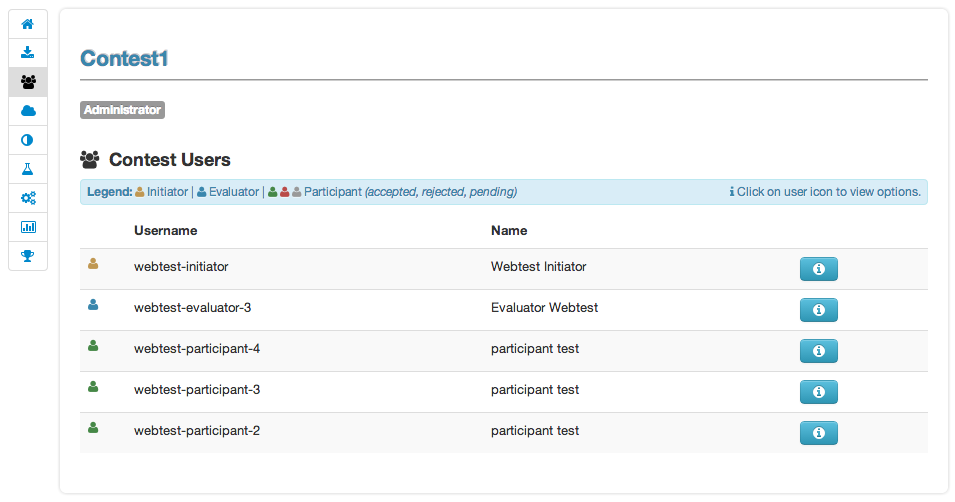 Contest1
Administrator
Contest Users
Legend: Initiator | Evaluator | Participant (accepted, rejected, pending) Click on user icon to view options.
Username Name
webtest-initiator Webtest Initiator
webtest-evaluator-3 Evaluator Webtest
webtest-participant-4 participant test
webtest-participant-3 participant test
webtest-participant-2 participant test